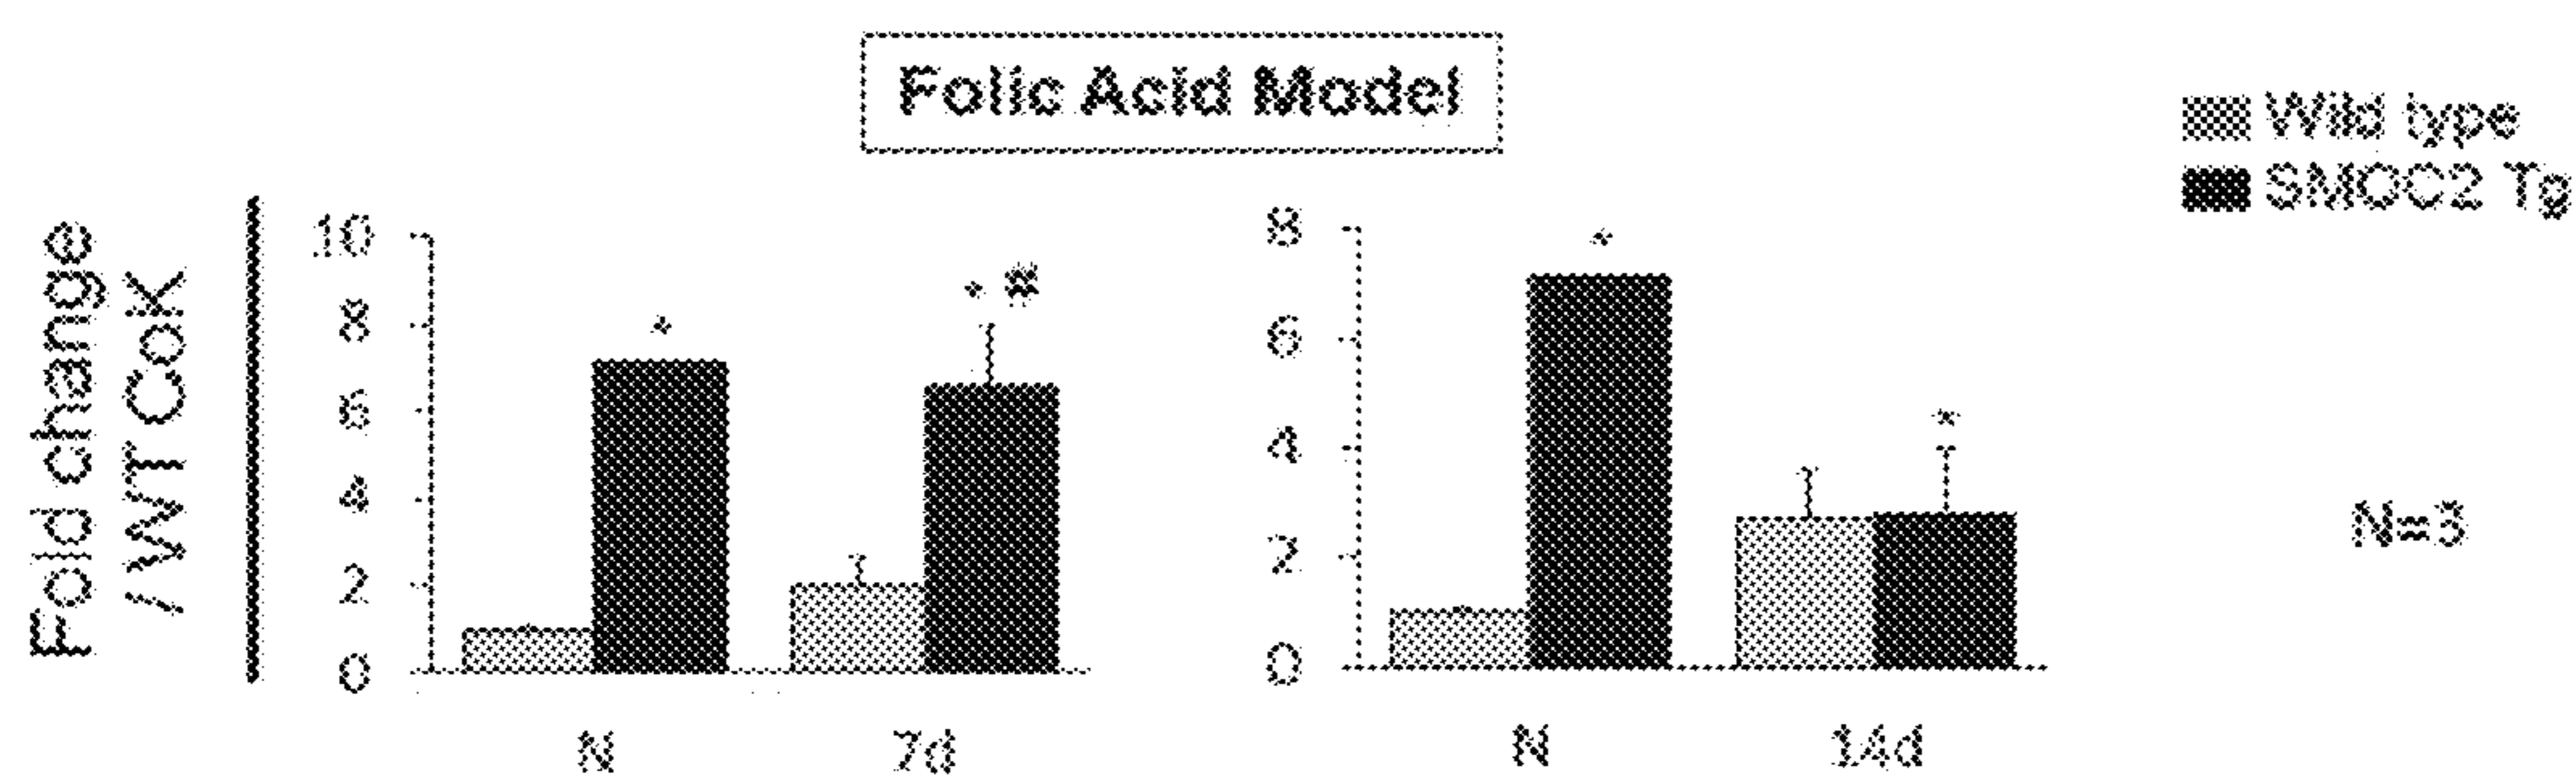 Folic Acid Model
Wild type
SMOC2 Tg
Fold change
/ WT CoK
10
8
6
4
2
0
* 
* #
N
7d
8
6
4
2
0
*
*
N
14d
N=3